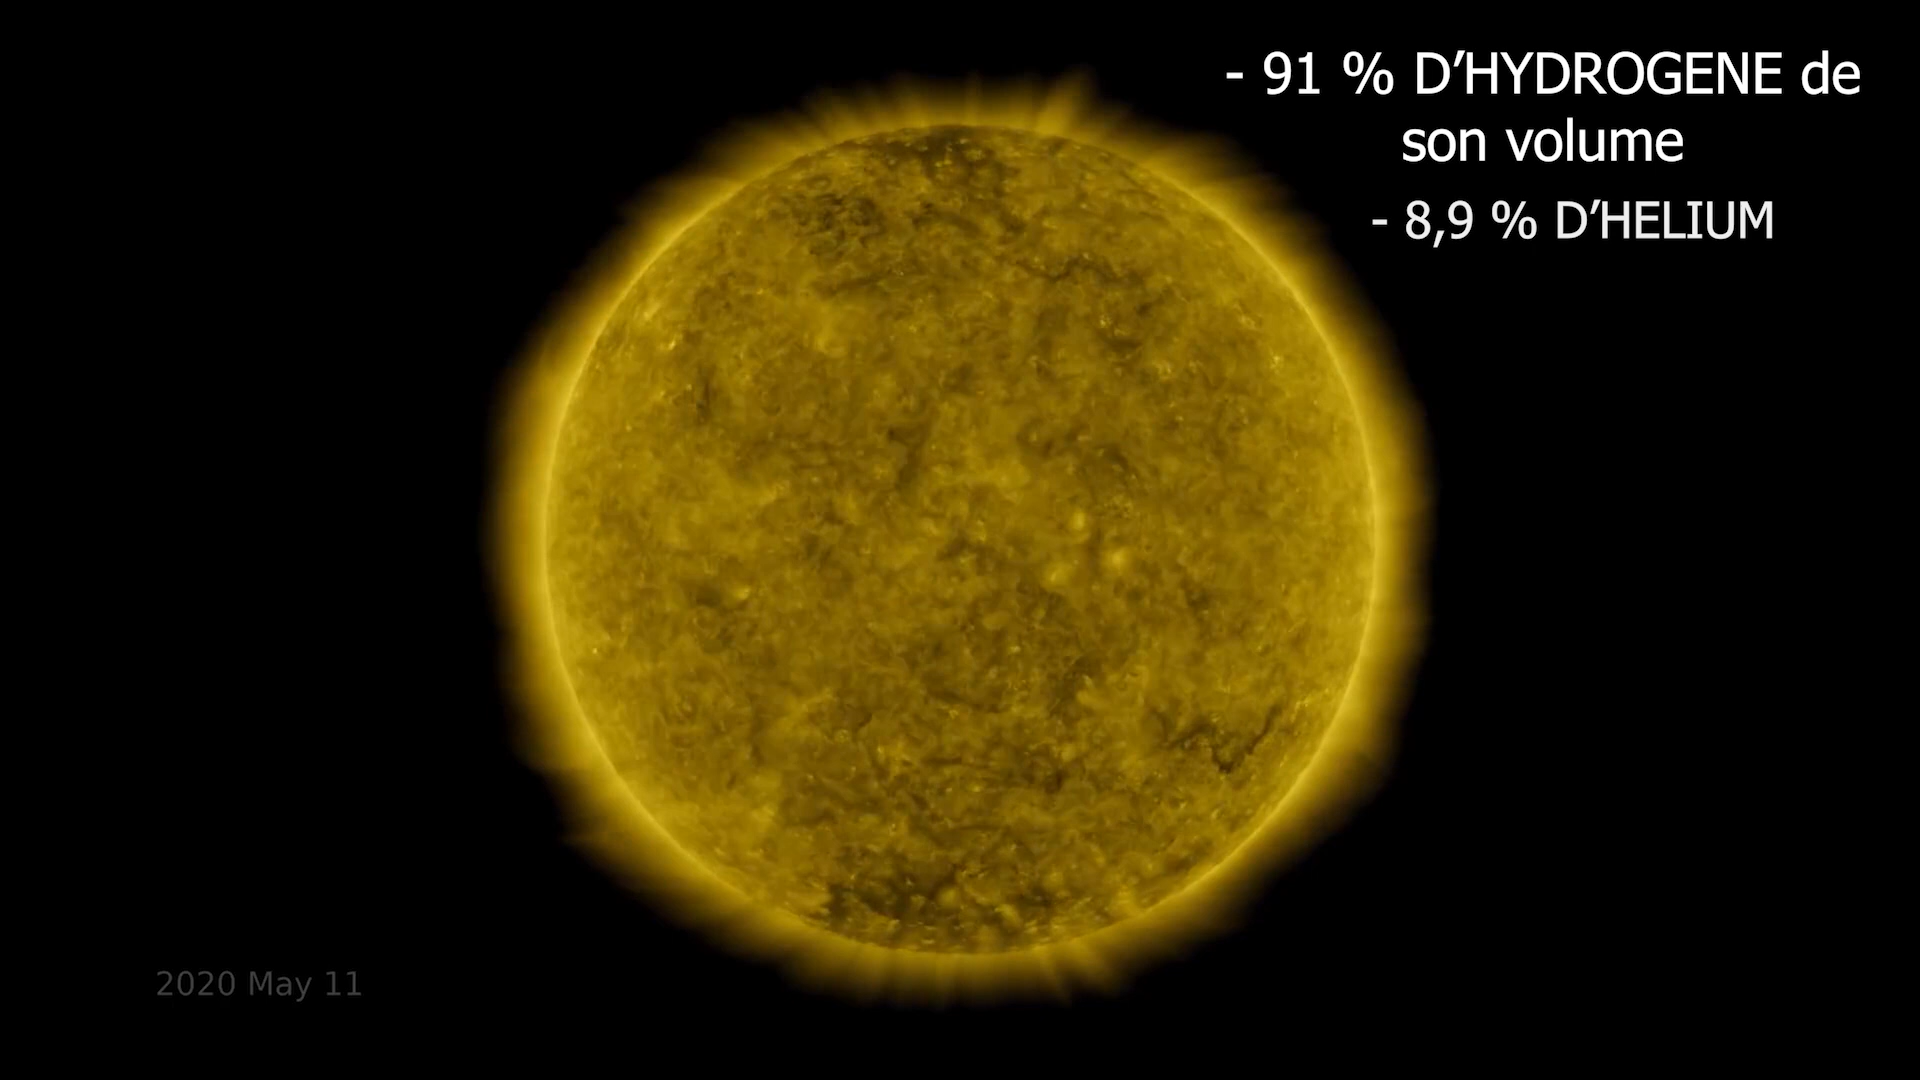 - 91 % D’HYDROGENE de
son volume
- 8,9 % D’HELIUM
2020 May 11